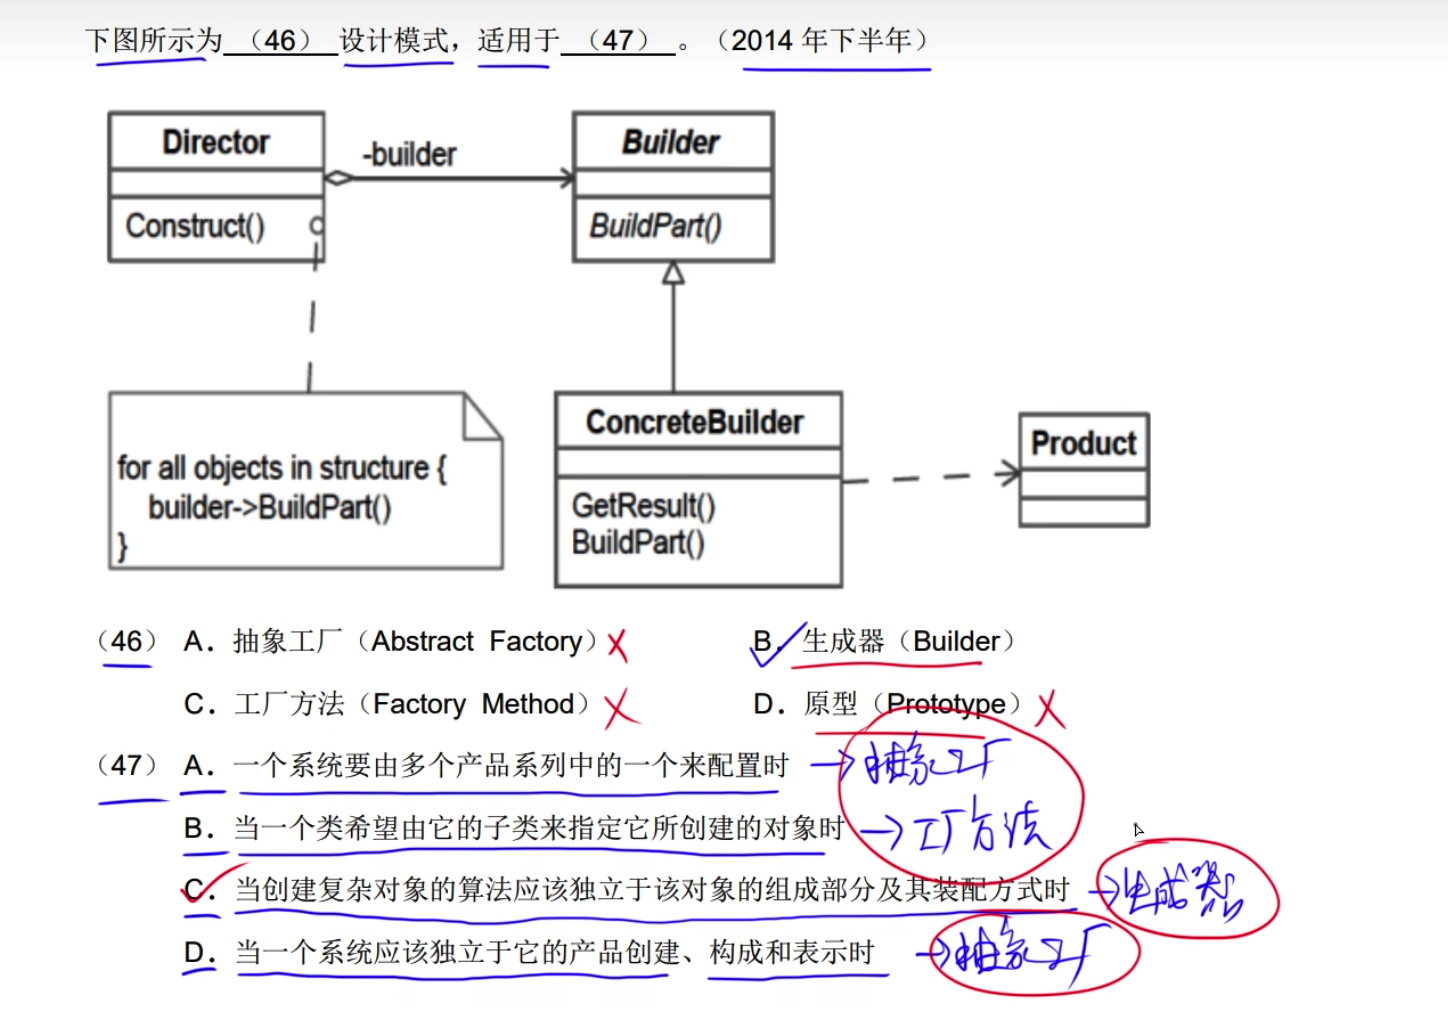 下图所示为 （46） 设计模式，适用于 （47） 。（2014 年下半年）
Director
-builder
Builder
Construct()
BuildPart()
for all objects in structure {
builder->BuildPart()
}
ConcreteBuilder
GetResult()
BuildPart()
Product
（46） A．抽象工厂（Abstract Factory） B．生成器（Builder）
C．工厂方法（Factory Method） D．原型（Prototype）
（47） A．一个系统要由多个产品系列中的一个来配置时 →抽象工厂
B．当一个类希望由它的子类来指定它所创建的对象时 →工厂方法
C．当创建复杂对象的算法应该独立于该对象的组成部分及其装配方式时 →生成器
D．当一个系统应该独立于它的产品创建、构成和表示时 →抽象工厂